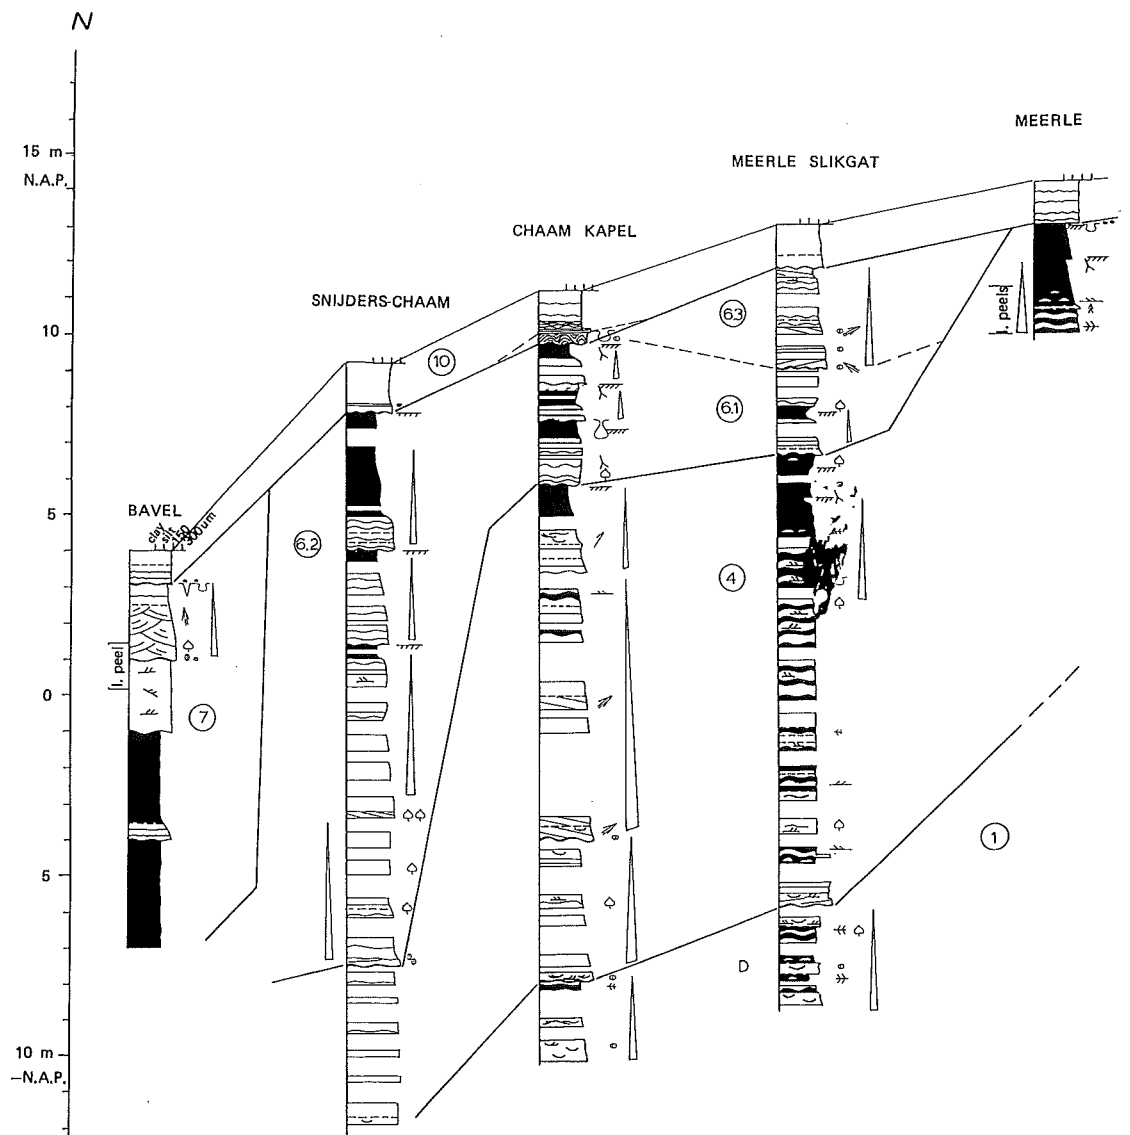 N
MEERLE
15 m
N.A.P.
MEERLE SLIKGAT
CHAAM KAPEL
SNIJDERS-CHAAM
6.3
10
10
l. peels
6.1
BAVEL
clay
silt
150
300um
5
6.2
4
l. peel
0
7
1
5
D
10 m
–N.A.P.